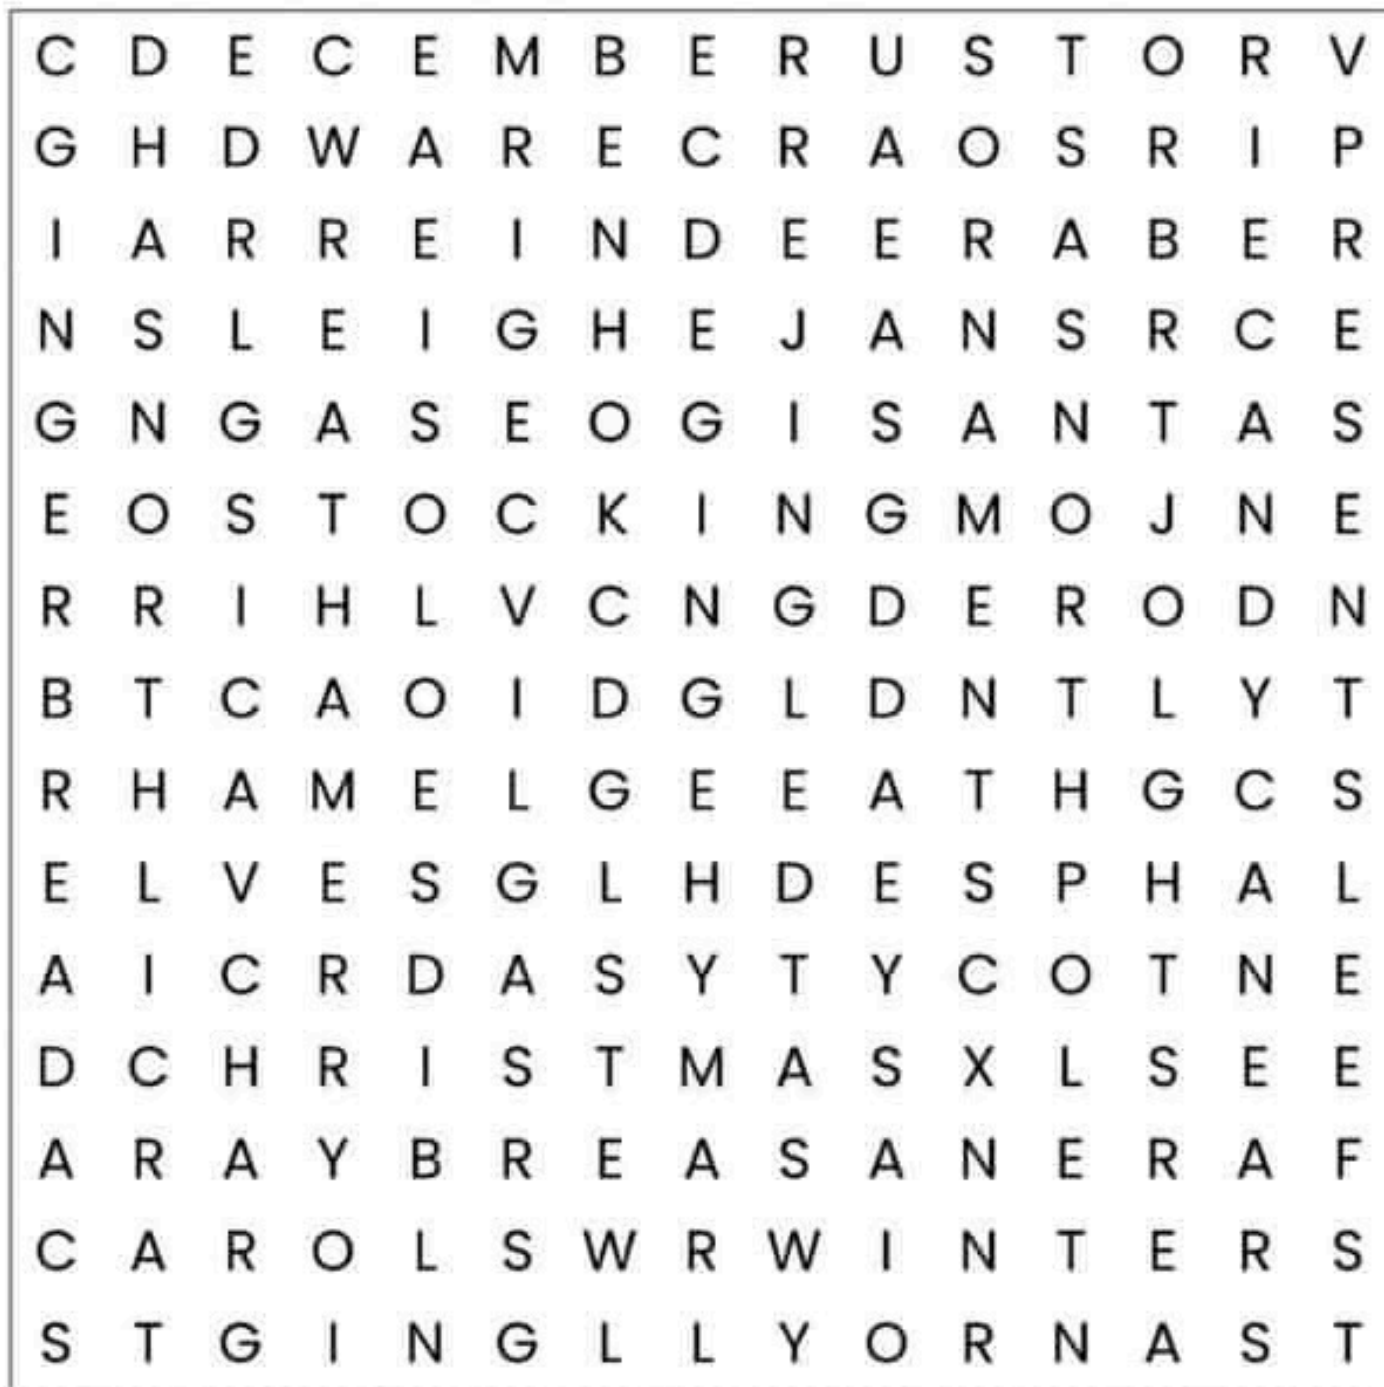 C D E C E M B E R U S T O R V
G H D W A R E C R A O S R I P
I A R R E I N D E E R A B E R
N S L E I G H E J A N S R C E
G N G A S E O G I S A N T A S
E O S T O C K I N G M O J N E
R R I H L V C N G D E R O D N
B T C A O I D G L D N T L Y T
R H A M E L G E E A T H G C S
E L V E S G L H D E S P H A L
A I C R D A S Y T Y C O T N E
D C H R I S T M A S X L S E E
A R A Y B R E A S A N E R A F
C A R O L S W R W I N T E R S
S T G I N G L L Y O R N A S T